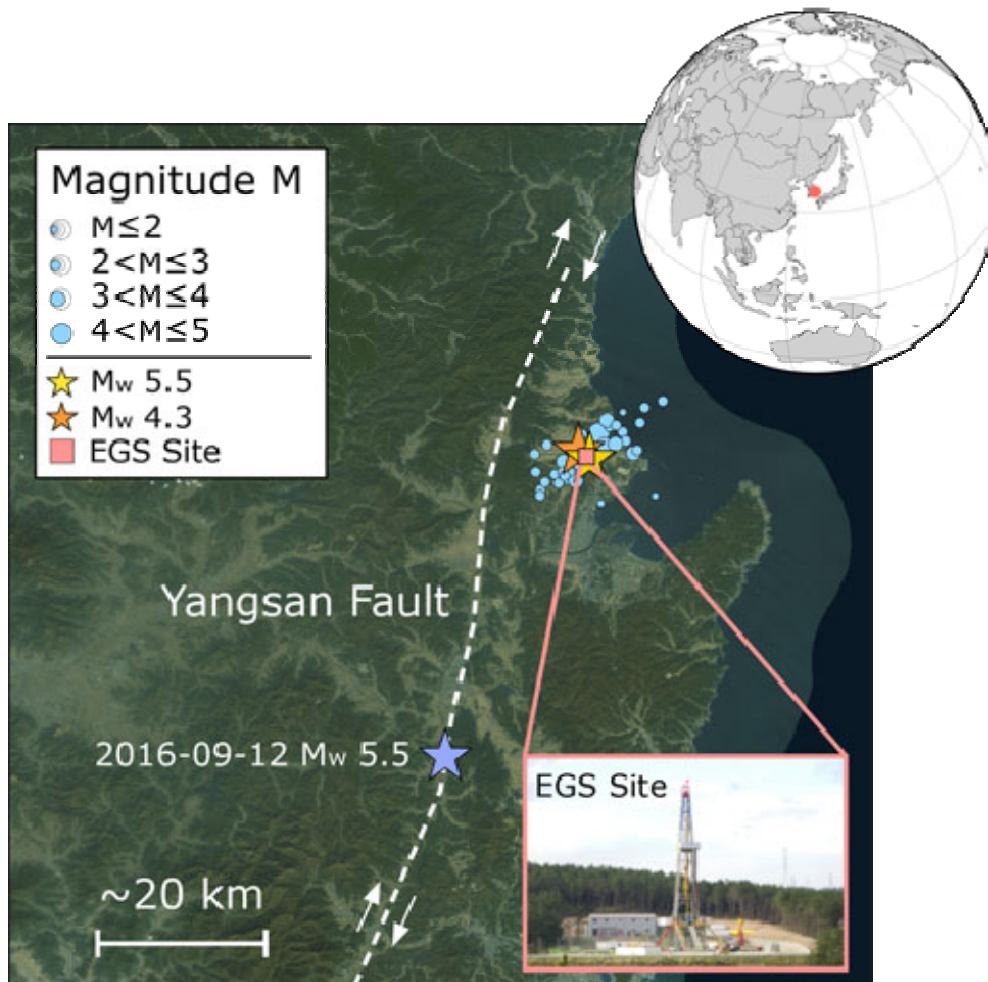 Magnitude M
M≤2
2<M≤3
3<M≤4
4<M≤5
Mw 5.5
Mw 4.3
EGS Site
Yangsan Fault
2016-09-12 Mw 5.5
EGS Site
~20 km